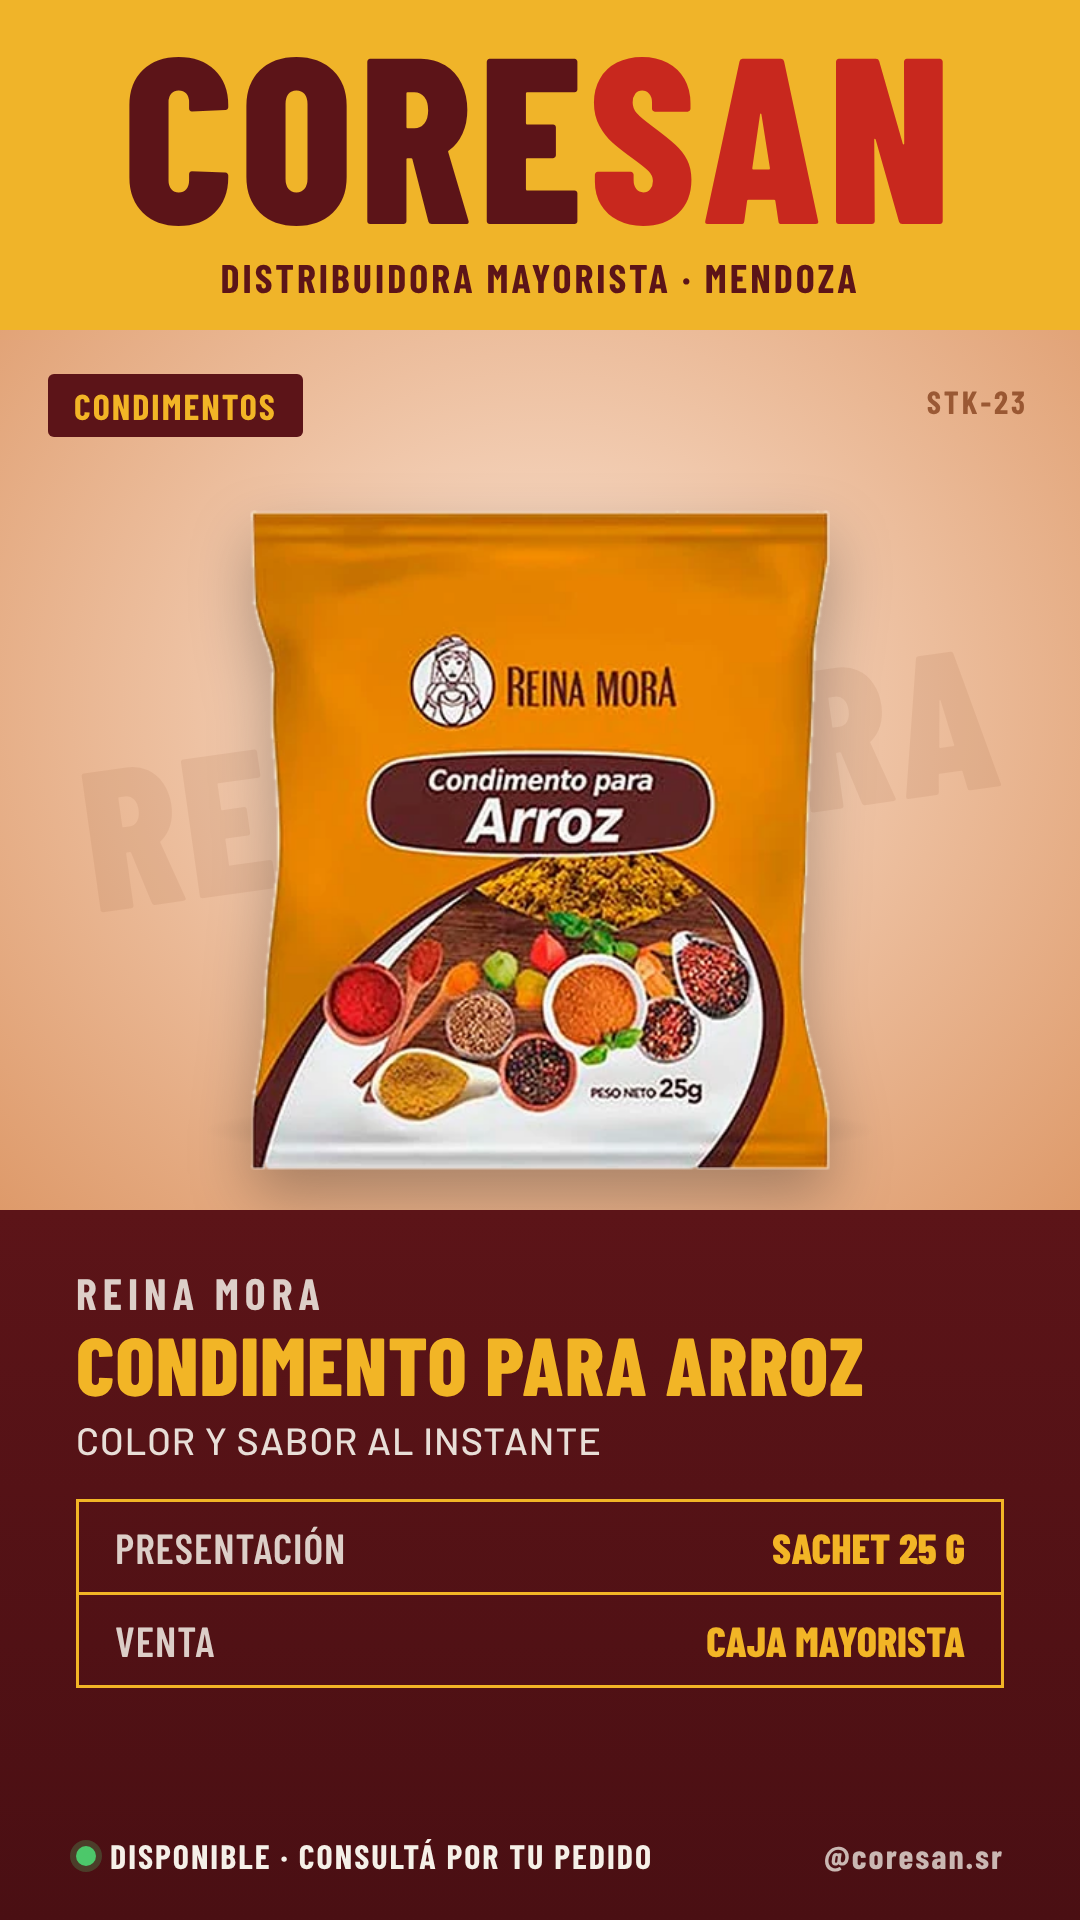 CORESAN
DISTRIBUIDORA MAYORISTA · MENDOZA
CONDIMENTOS
STK-23
REINA MORA
Condimento para
Arroz
PESO NETO 25g
REINA MORA
CONDIMENTO PARA ARROZ
COLOR Y SABOR AL INSTANTE
PRESENTACIÓN SACHET 25 G
VENTA CAJA MAYORISTA
DISPONIBLE · CONSULTÁ POR TU PEDIDO @coresan.sr